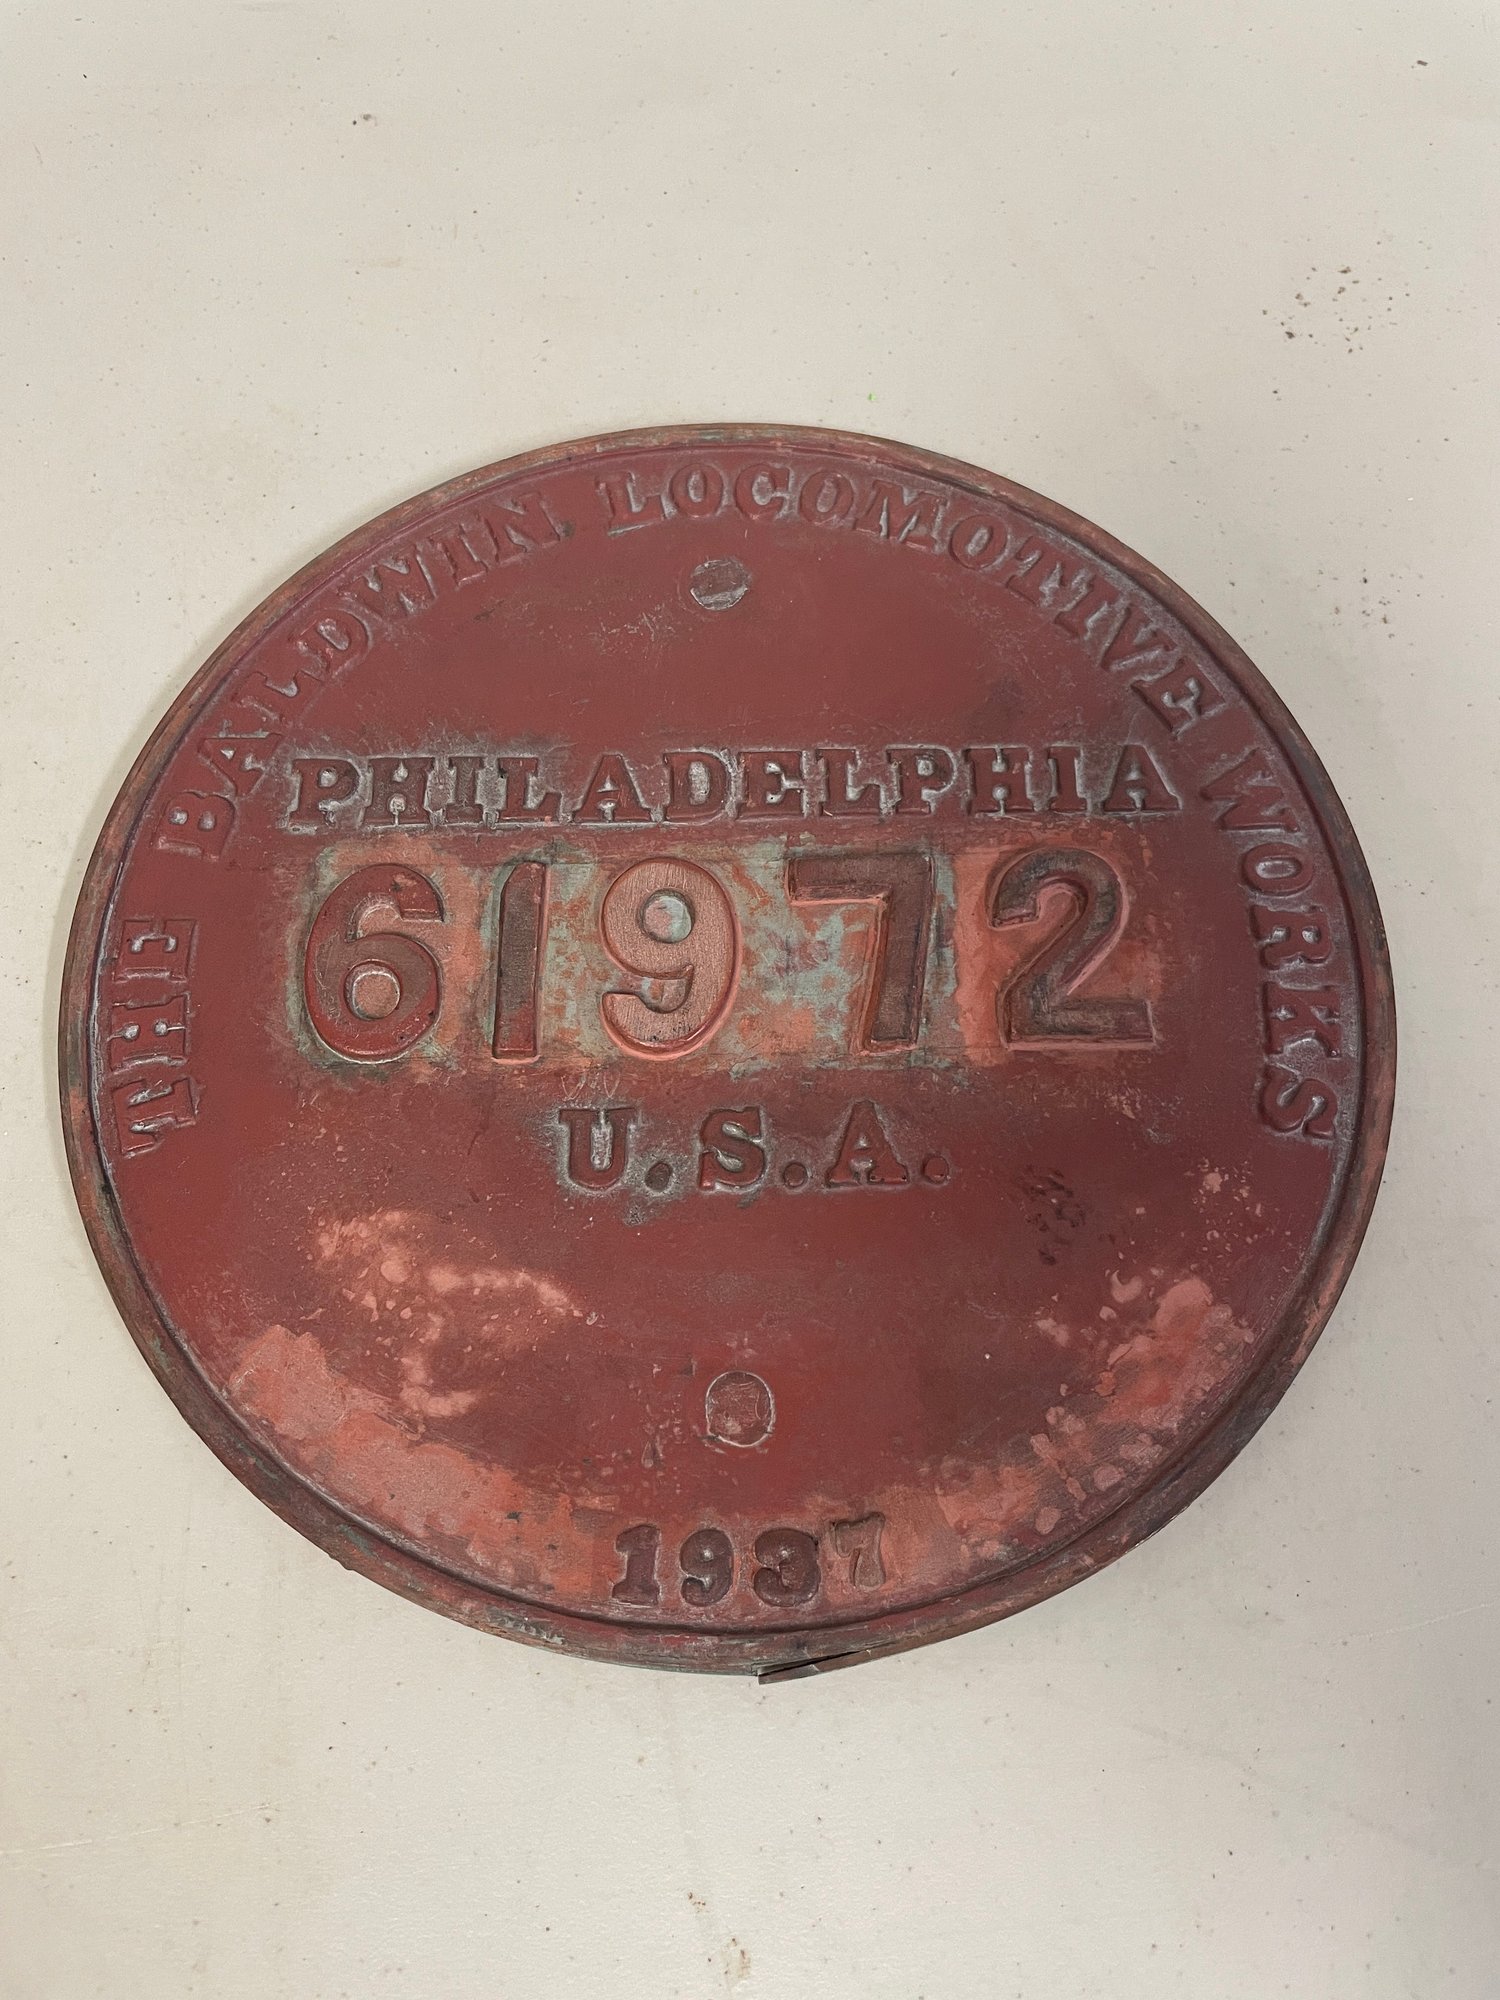 THE BALDWIN LOCOMOTIVE WORKS
PHILADELPHIA
61972
U.S.A.
1937